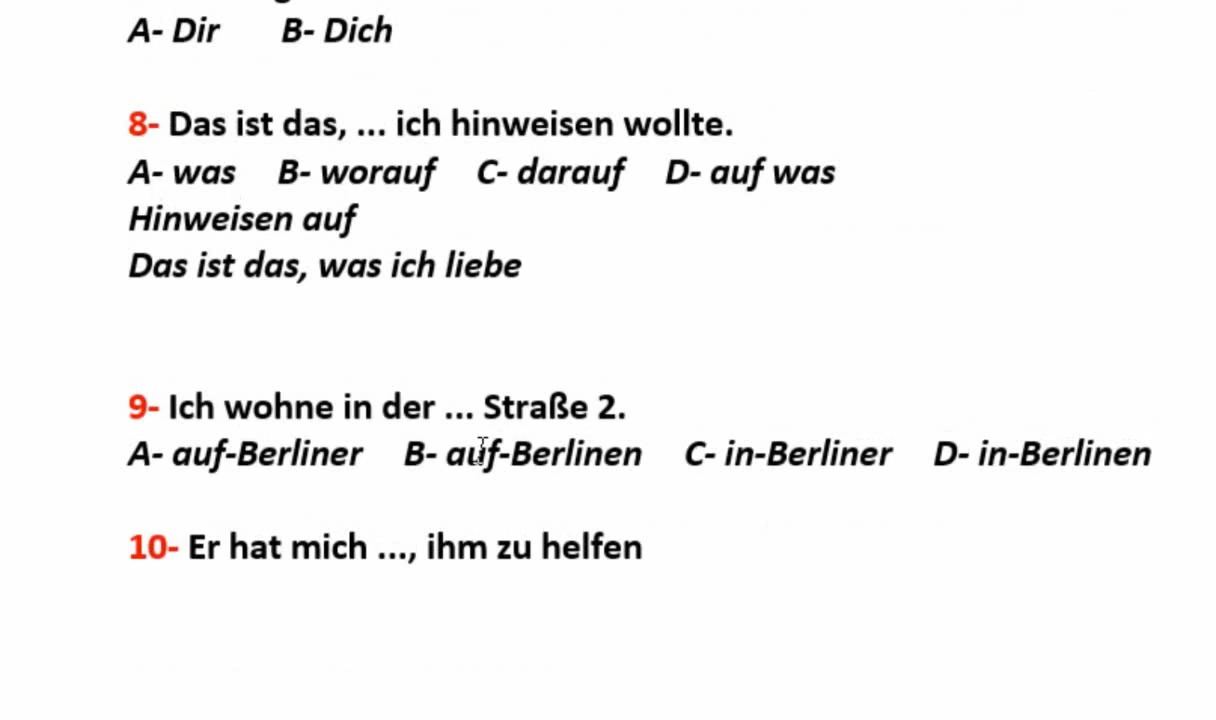 A- Dir B- Dich
8- Das ist das, ... ich hinweisen wollte.
A- was B- worauf C- darauf D- auf was
Hinweisen auf
Das ist das, was ich liebe
9- Ich wohne in der ... Straße 2.
A- auf-Berliner B- auf-Berlinen C- in-Berliner D- in-Berlinen
10- Er hat mich ..., ihm zu helfen